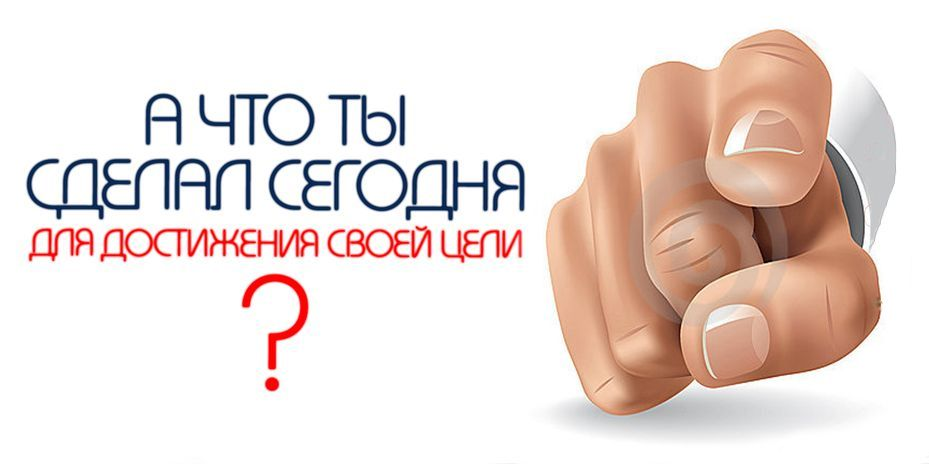 А ЧТО ТЫ
СДЕЛАЛ СЕГОДНЯ
ДЛЯ ДОСТИЖЕНИЯ СВОЕЙ ЦЕЛИ
?